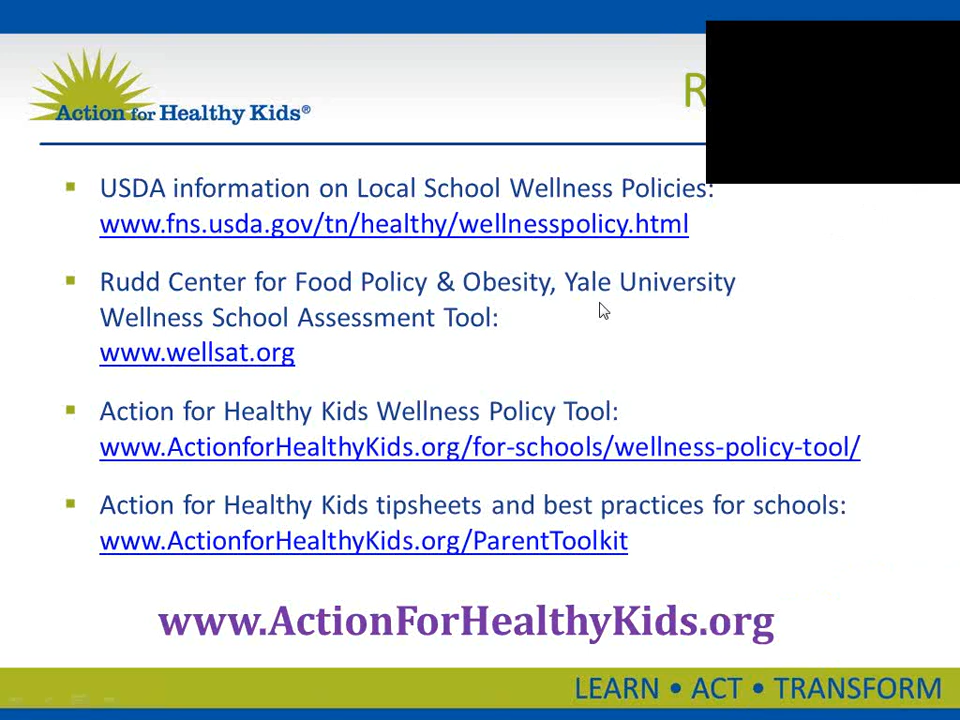 Action for Healthy Kids®
R
USDA information on Local School Wellness Policies:
www.fns.usda.gov/tn/healthy/wellnesspolicy.html
Rudd Center for Food Policy & Obesity, Yale University
Wellness School Assessment Tool:
www.wellsat.org
Action for Healthy Kids Wellness Policy Tool:
www.ActionforHealthyKids.org/for-schools/wellness-policy-tool/
Action for Healthy Kids tipsheets and best practices for schools:
www.ActionforHealthyKids.org/ParentToolkit
www.ActionForHealthyKids.org
LEARN • ACT • TRANSFORM